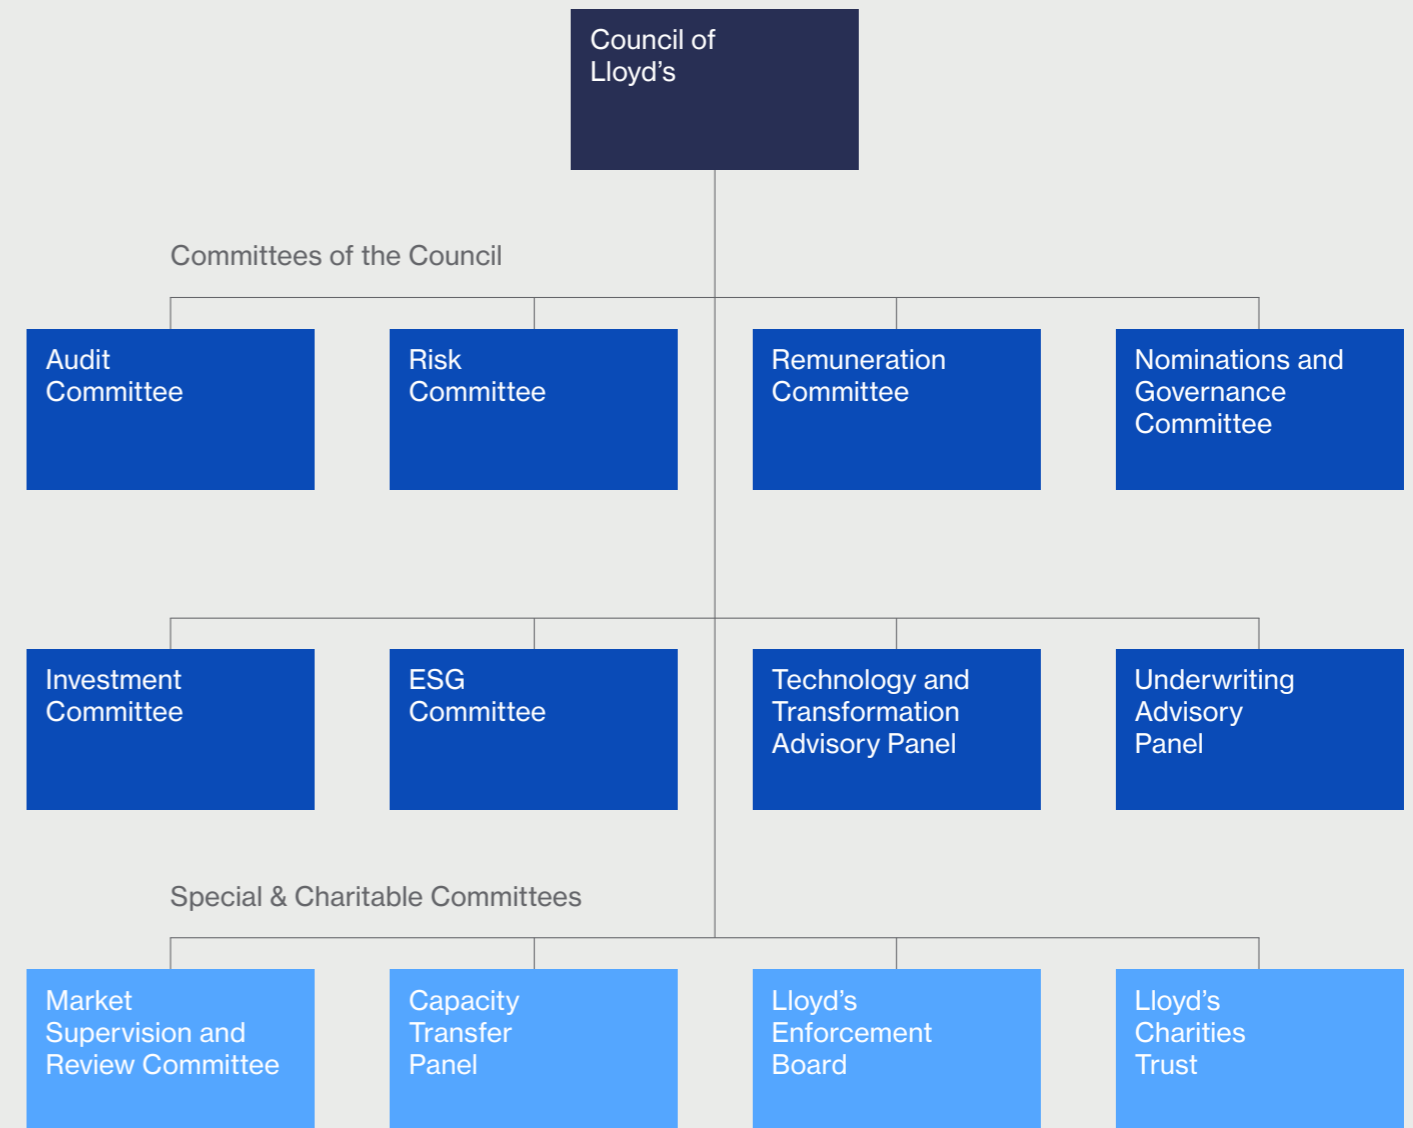 Council of
Lloyd’s
Committees of the Council
Audit
Committee
Risk
Committee
Remuneration
Committee
Nominations and
Governance
Committee
Investment
Committee
ESG
Committee
Technology and
Transformation
Advisory Panel
Underwriting
Advisory
Panel
Special & Charitable Committees
Market
Supervision and
Review Committee
Capacity
Transfer
Panel
Lloyd’s
Enforcement
Board
Lloyd’s
Charities
Trust